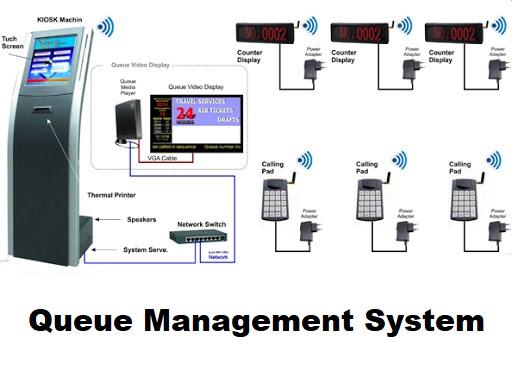 KIOSK Machin
Tuch
Screen
Thermal Printer
Speakers
System Serve.
Queue Video Display
Queue
Media
Player
Queue Video Display
TRAVEL SERVICES
24
HOURS
AIR TICKETS
DRAFTS
be called in sequence
Queue number mo
VGA Cable
Network Switch
Network
NO.0002
Counter
Display
Power
Adapter
NO.0002
Counter
Display
Power
Adapter
NO.0002
Counter
Display
Power
Adapter
Calling
Pad
Power
Adapter
Calling
Pad
Power
Adapter
Calling
Pad
Power
Adapter
Queue Management System